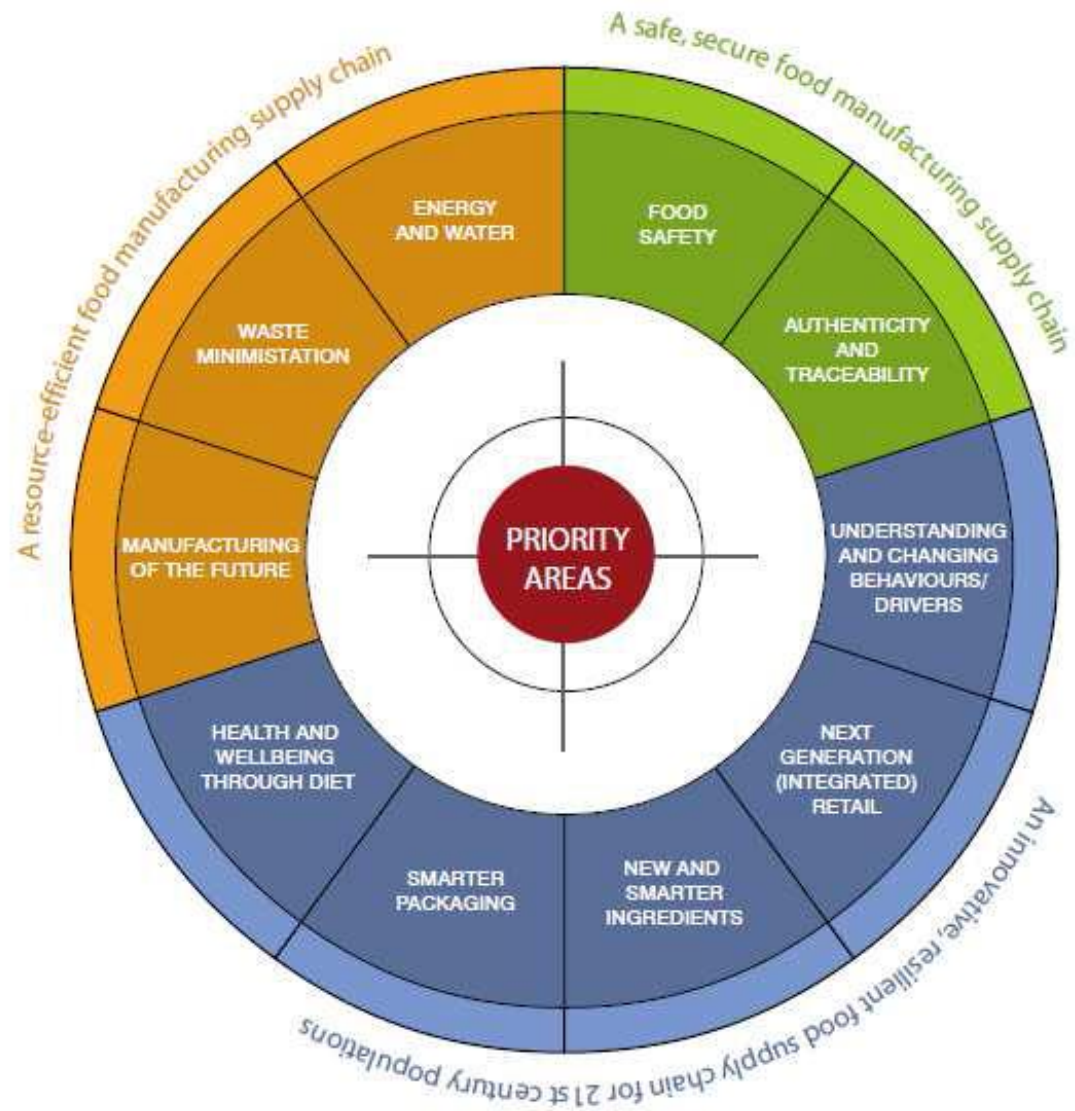 A resource-efficient food manufacturing supply chain
A safe, secure food manufacturing supply chain
ENERGY
AND WATER
FOOD
SAFETY
WASTE
MINIMISTATION
AUTHENTICITY
AND
TRACEABILITY
MANUFACTURING
OF THE FUTURE
PRIORITY
AREAS
UNDERSTANDING
AND CHANGING
BEHAVIOURS/
DRIVERS
HEALTH AND
WELLBEING
THROUGH DIET
NEXT
GENERATION
(INTEGRATED)
RETAIL
SMARTER
PACKAGING
NEW AND
SMARTER
INGREDIENTS
An innovative, resilient food supply chain for 21st century populations